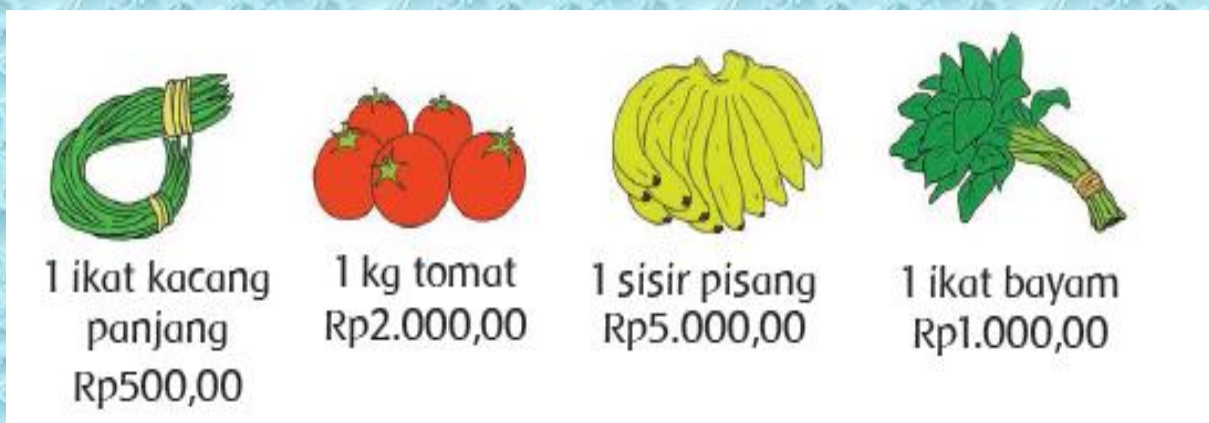 1 ikat kacang
panjang
Rp500,00
1 kg tomat
Rp2.000,00
1 sisir pisang
Rp5.000,00
1 ikat bayam
Rp1.000,00